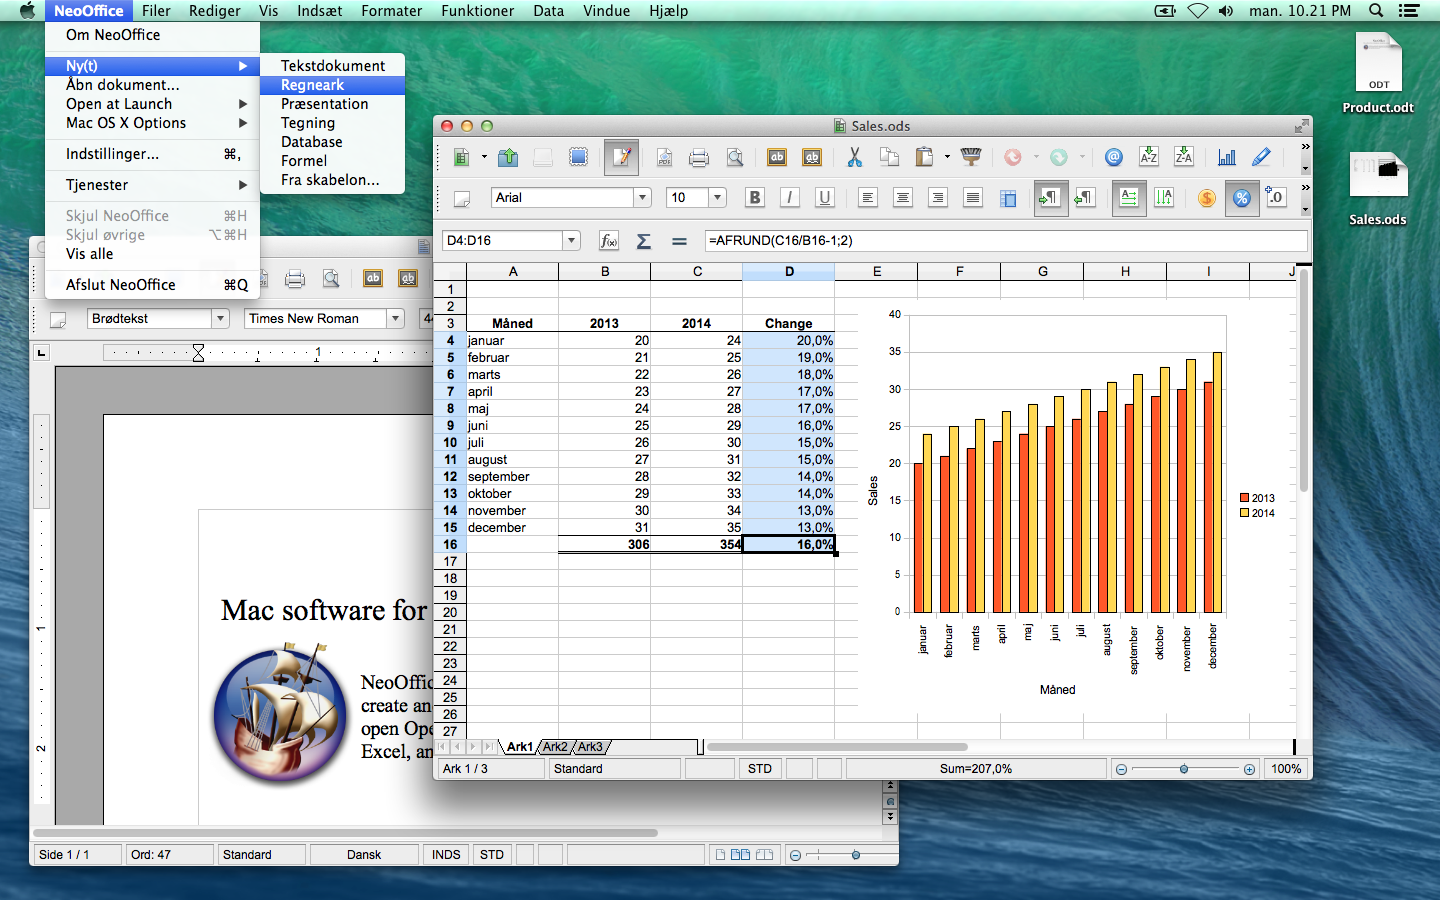 NeoOffice Filer Rediger Vis Indsæt Formater Funktioner Data Vindue Hjælp man. 10.21 PM
Om NeoOffice
Ny(t)
Åbn dokument...
Open at Launch
Mac OS X Options
Indstillinger... ⌘,
Tjenester
Skjul NeoOffice ⌘H
Skjul øvrige ⌥⌘H
Vis alle
Afslut NeoOffice ⌘Q
Tekstdokument
Regneark
Præsentation
Tegning
Database
Formel
Fra skabelon...
ODT
Product.odt
Sales.ods
Sales.ods
Arial 10 B I U
D4:D16 f(x) Σ = =AFRUND(C16/B16-1;2)
A B C D E F G H I J
1
2
3 Måned 2013 2014 Change
4 januar 20 24 20,0%
5 februar 21 25 19,0%
6 marts 22 26 18,0%
7 april 23 27 17,0%
8 maj 24 28 17,0%
9 juni 25 29 16,0%
10 juli 26 30 15,0%
11 august 27 31 15,0%
12 september 28 32 14,0%
13 oktober 29 33 14,0%
14 november 30 34 13,0%
15 december 31 35 13,0%
16 306 354 16,0%
17
18
19
20
21
22
23
24
25
26
27
40
35
30
25
20
15
10
5
0
Sales
januar februar marts april maj juni juli august september oktober november december
Måned
2013
2014
Ark1 Ark2 Ark3
Ark 1 / 3 Standard STD Sum=207,0% 100%
Brødtekst Times New Roman 44
1
1
2
Mac software for
NeoOffic
create an
open Ope
Excel, an
Side 1 / 1 Ord: 47 Standard Dansk INDS STD